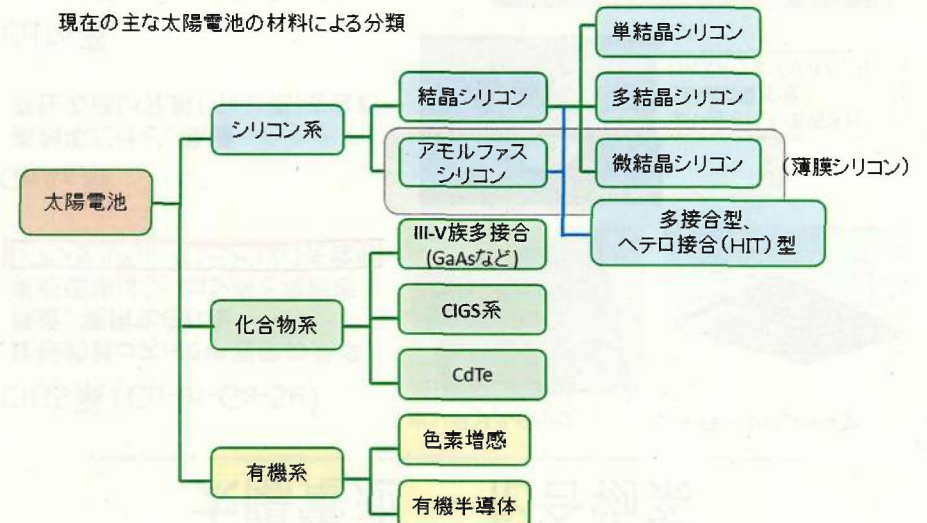 現在の主な太陽電池の材料による分類
単結晶シリコン
結晶シリコン
多結晶シリコン
シリコン系
アモルファス
シリコン
微結晶シリコン
(薄膜シリコン)
太陽電池
多接合型、
ヘテロ接合(HIT)型
III-V族多接合
(GaAsなど)
化合物系
CIGS系
CdTe
色素増感
有機系
有機半導体